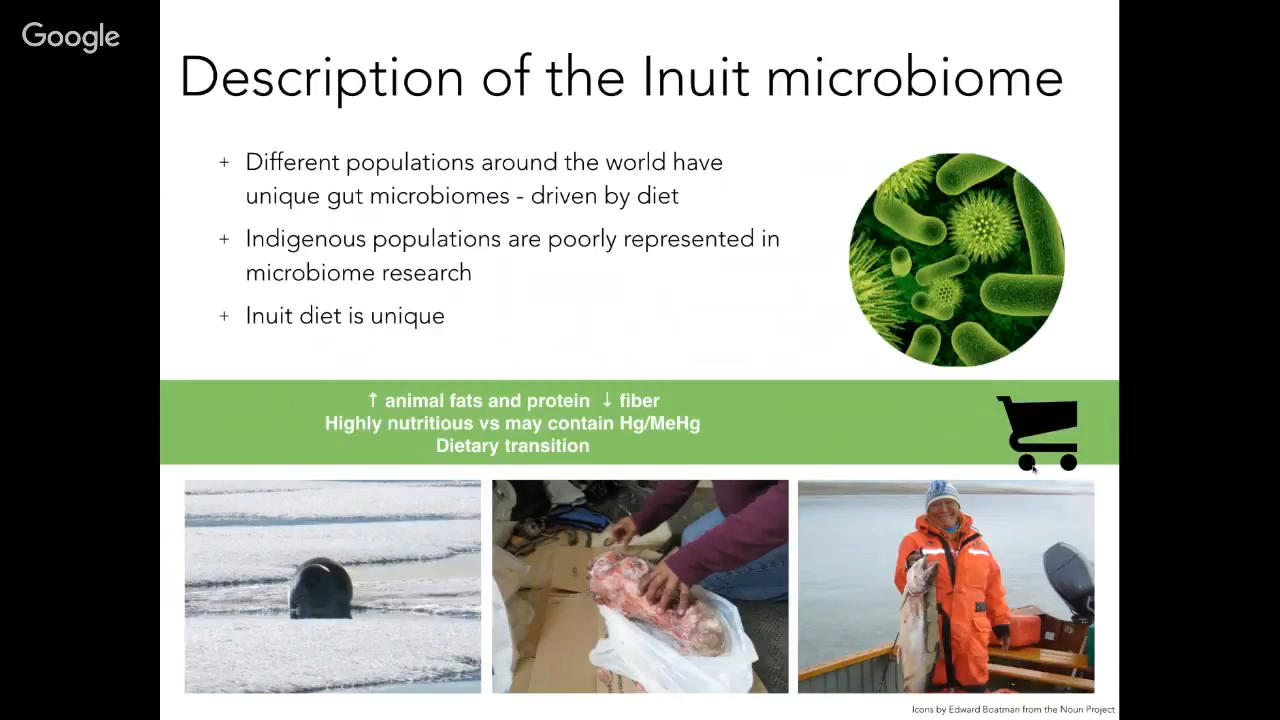 Google
Description of the Inuit microbiome
+ Different populations around the world have
unique gut microbiomes - driven by diet
+ Indigenous populations are poorly represented in
microbiome research
+ Inuit diet is unique
↑ animal fats and protein ↓ fiber
Highly nutritious vs may contain Hg/MeHg
Dietary transition
Icons by Edward Boatman from the Noun Project